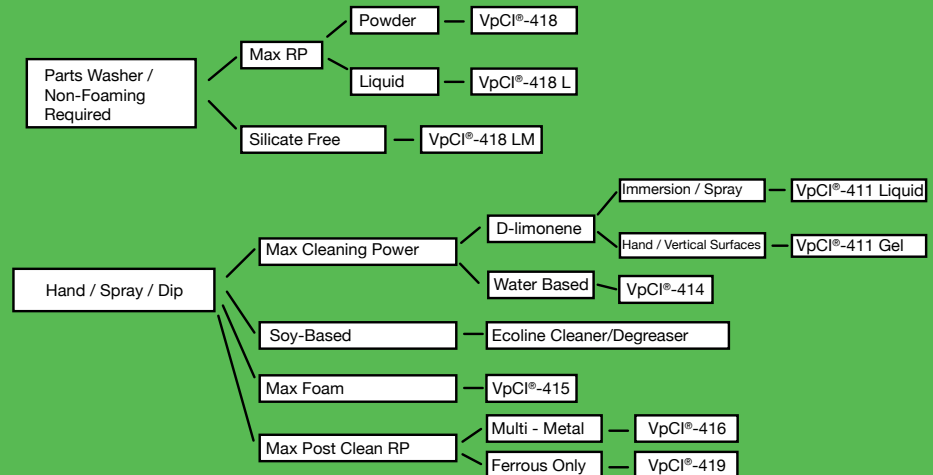 Powder
VpCI®-418
Max RP
Parts Washer /
Non-Foaming
Required
Liquid
VpCI®-418 L
Silicate Free
VpCI®-418 LM
Immersion / Spray
VpCI®-411 Liquid
D-limonene
Max Cleaning Power
Hand / Vertical Surfaces
VpCI®-411 Gel
Hand / Spray / Dip
Water Based
VpCI®-414
Soy-Based
Ecoline Cleaner/Degreaser
Max Foam
VpCI®-415
Multi - Metal
VpCI®-416
Max Post Clean RP
Ferrous Only
VpCI®-419